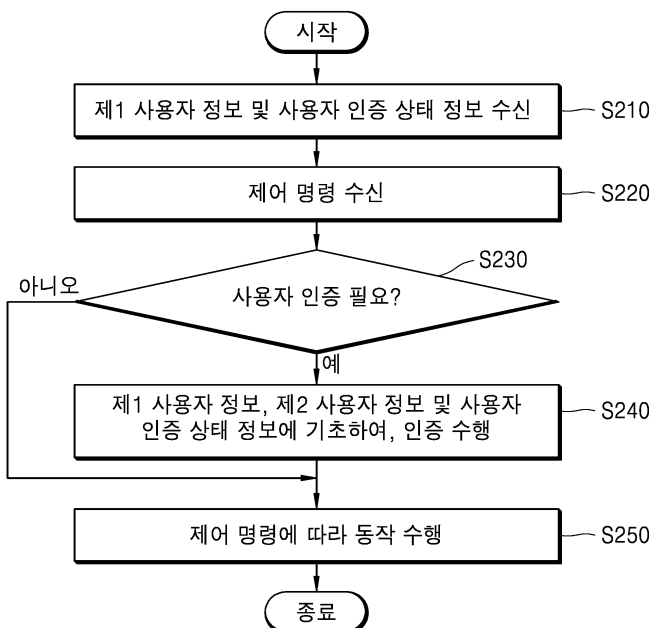 시작
제1 사용자 정보 및 사용자 인증 상태 정보 수신
S210
제어 명령 수신
S220
S230
사용자 인증 필요?
아니오
예
제1 사용자 정보, 제2 사용자 정보 및 사용자
인증 상태 정보에 기초하여, 인증 수행
S240
제어 명령에 따라 동작 수행
S250
종료